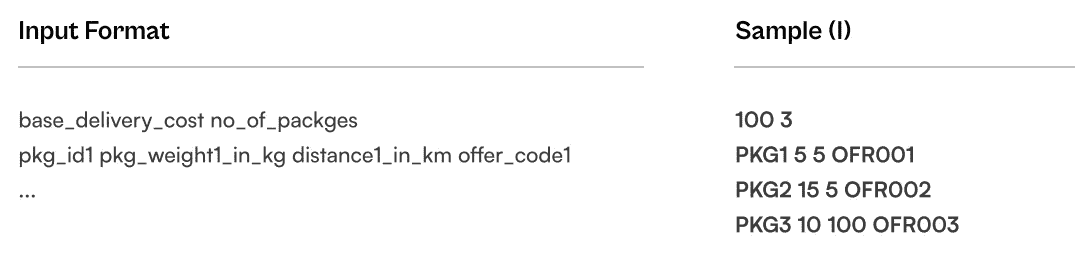 Input Format
base_delivery_cost no_of_packges
pkg_id1 pkg_weight1_in_kg distance1_in_km offer_code1
...
Sample (I)
100 3
PKG1 5 5 OFR001
PKG2 15 5 OFR002
PKG3 10 100 OFR003